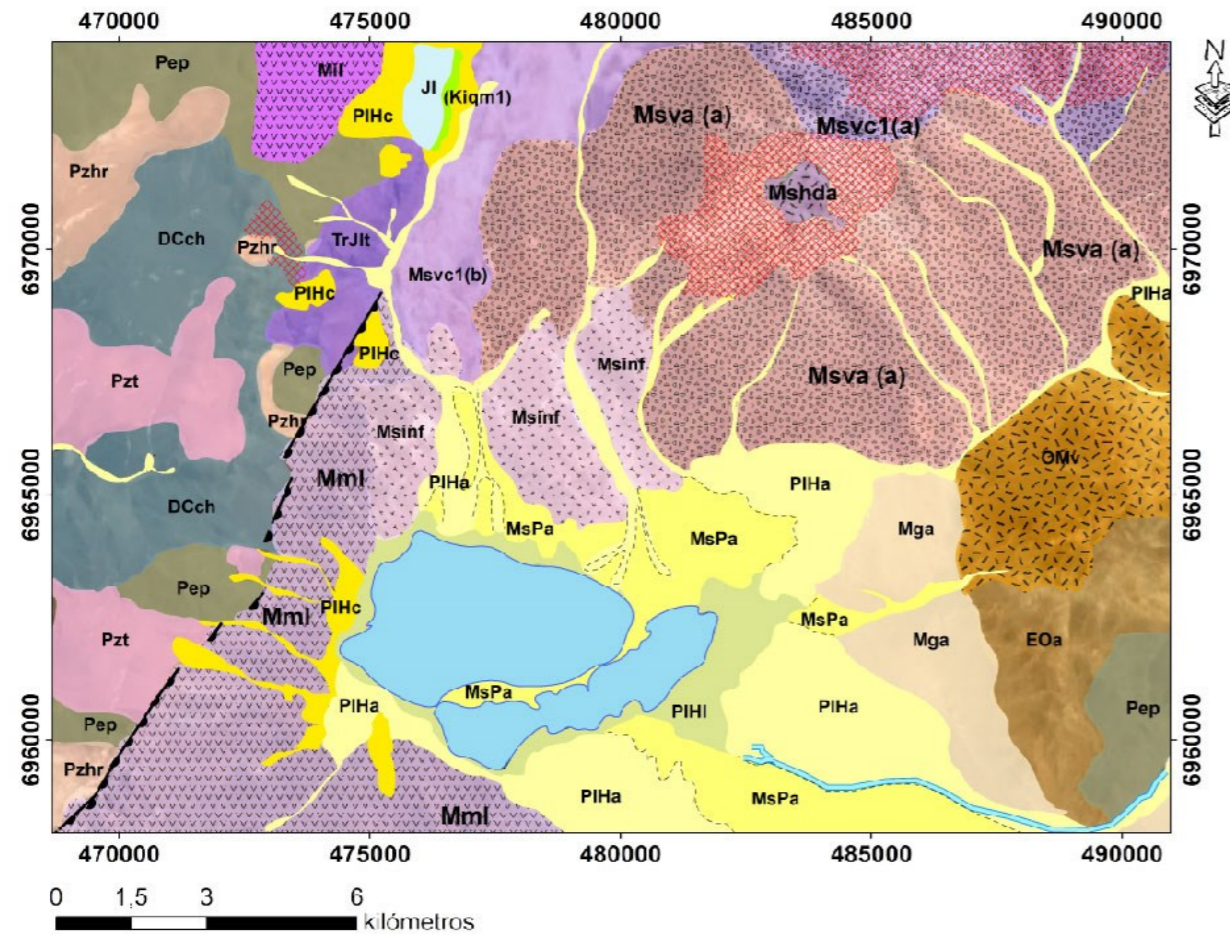 470000 475000 480000 485000 490000
N
Pep
Mil
Jl
(Kiqm1)
PlHc
Msva (a)
Msvc1(a)
Pzhr
Mshda
DCch
Pzhr
TrJlt
Msvc1(b)
Msva (a)
6970000
6970000
PlHc
PlHa
PlHc
Pep
Msinf
Msva (a)
Pzt
Pzhr
Msinf
Msinf
Mml
OMv
PlHa
PlHa
6965000
6965000
DCch
MsPa
MsPa
Mga
Pep
PlHc
Mml
MsPa
Pzt
Mga
EOa
MsPa
PlHa
PlHl
PlHa
Pep
Pep
6960000
6960000
Pzhr
PlHa
MsPa
Mml
470000 475000 480000 485000 490000
0 1,5 3 6
kilómetros